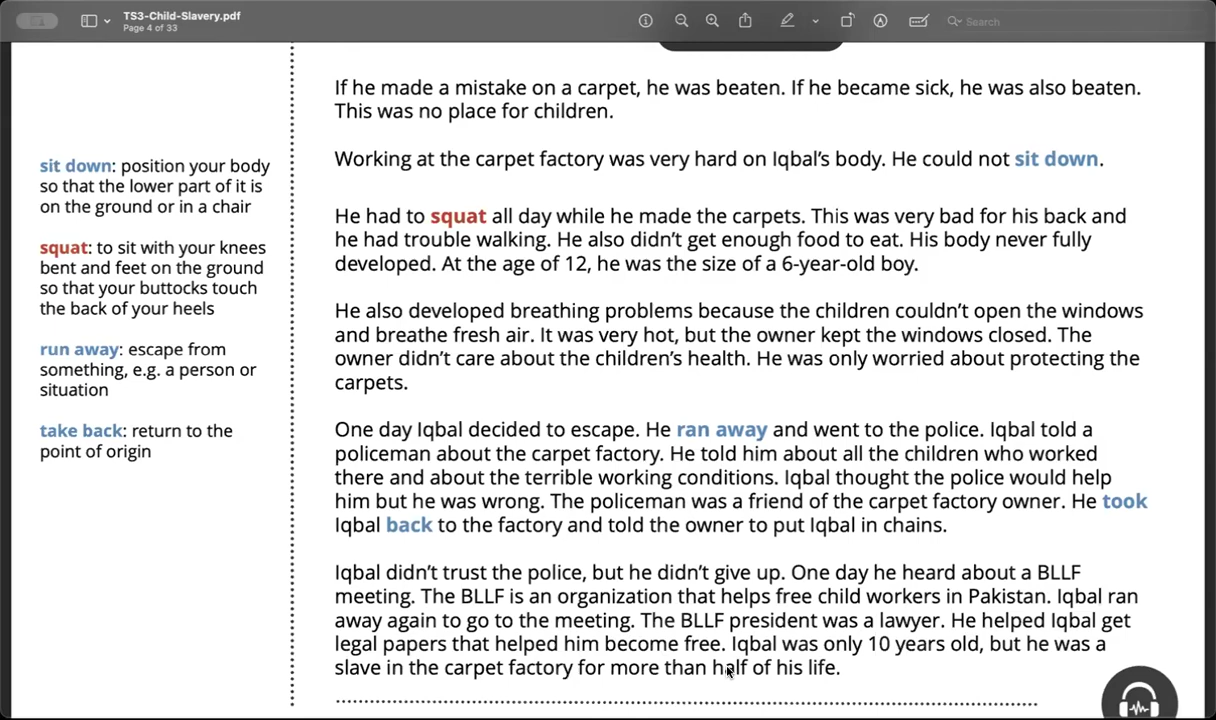 TS3-Child-Slavery.pdf
Page 4 of 33
Search
If he made a mistake on a carpet, he was beaten. If he became sick, he was also beaten.
This was no place for children.
Working at the carpet factory was very hard on Iqbal's body. He could not sit down.
He had to squat all day while he made the carpets. This was very bad for his back and
he had trouble walking. He also didn't get enough food to eat. His body never fully
developed. At the age of 12, he was the size of a 6-year-old boy.
He also developed breathing problems because the children couldn't open the windows
and breathe fresh air. It was very hot, but the owner kept the windows closed. The
owner didn't care about the children's health. He was only worried about protecting the
carpets.
One day Iqbal decided to escape. He ran away and went to the police. Iqbal told a
policeman about the carpet factory. He told him about all the children who worked
there and about the terrible working conditions. Iqbal thought the police would help
him but he was wrong. The policeman was a friend of the carpet factory owner. He took
Iqbal back to the factory and told the owner to put Iqbal in chains.
Iqbal didn't trust the police, but he didn't give up. One day he heard about a BLLF
meeting. The BLLF is an organization that helps free child workers in Pakistan. Iqbal ran
away again to go to the meeting. The BLLF president was a lawyer. He helped Iqbal get
legal papers that helped him become free. Iqbal was only 10 years old, but he was a
slave in the carpet factory for more than half of his life.
sit down: position your body
so that the lower part of it is
on the ground or in a chair
squat: to sit with your knees
bent and feet on the ground
so that your buttocks touch
the back of your heels
run away: escape from
something, e.g. a person or
situation
take back: return to the
point of origin